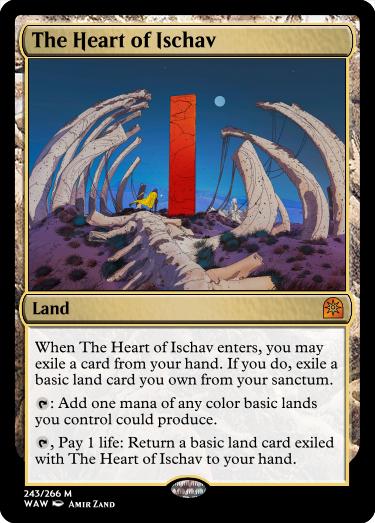 The Heart of Ischav
Land
When The Heart of Ischav enters, you may
exile a card from your hand. If you do, exile a
basic land card you own from your sanctum.
: Add one mana of any color basic lands
you control could produce.
, Pay 1 life: Return a basic land card exiled
with The Heart of Ischav to your hand.
243/266 M
WAW Amir Zand